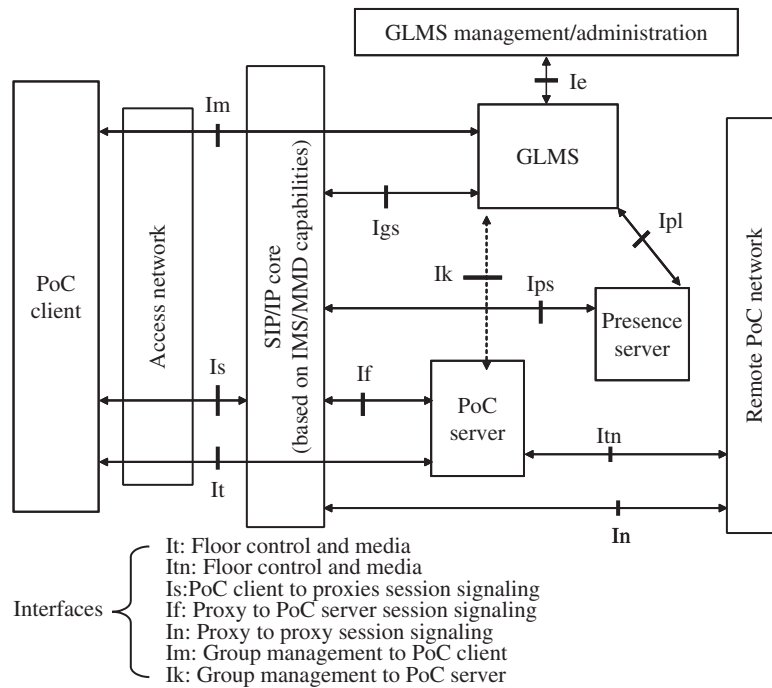 GLMS management/administration
Ie
Im
GLMS
Igs
Ipl
Ik
Ips
PoC
client
Access network
SIP/IP core
(based on IMS/MMD capabilities)
Presence
server
Remote PoC network
Is
If
PoC
server
Itn
It
In
Interfaces
It: Floor control and media
Itn: Floor control and media
Is:PoC client to proxies session signaling
If: Proxy to PoC server session signaling
In: Proxy to proxy session signaling
Im: Group management to PoC client
Ik: Group management to PoC server